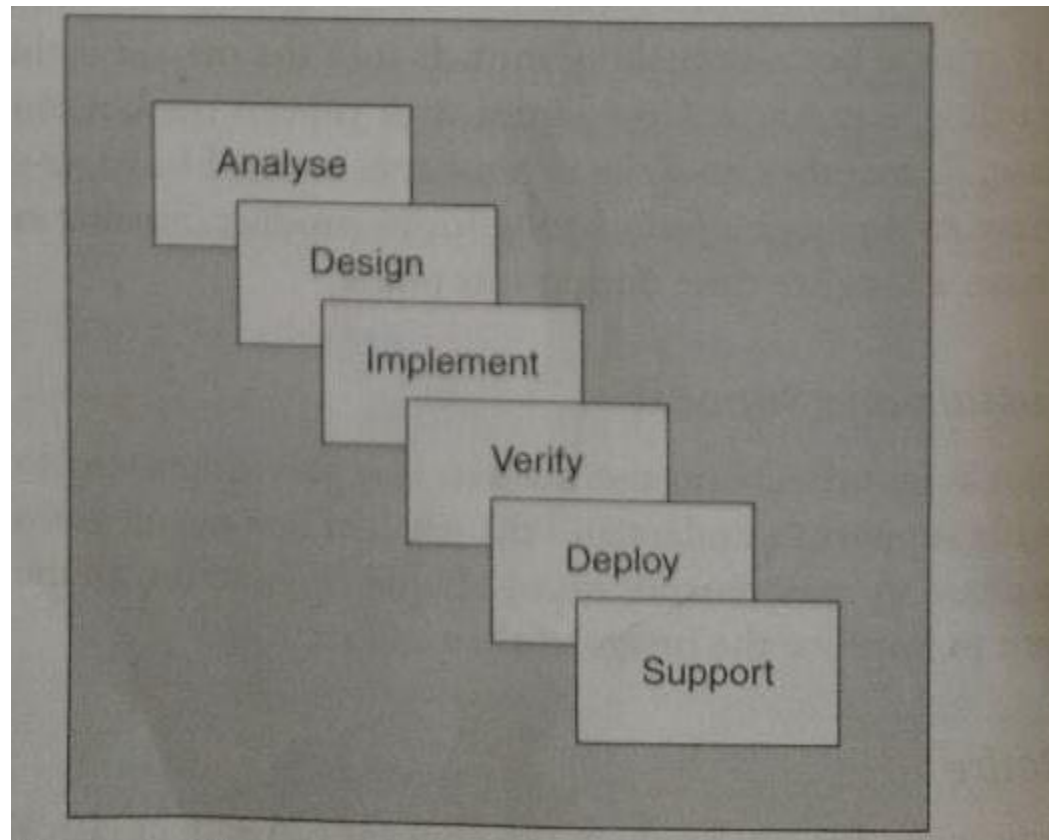 Analyse
Design
Implement
Verify
Deploy
Support